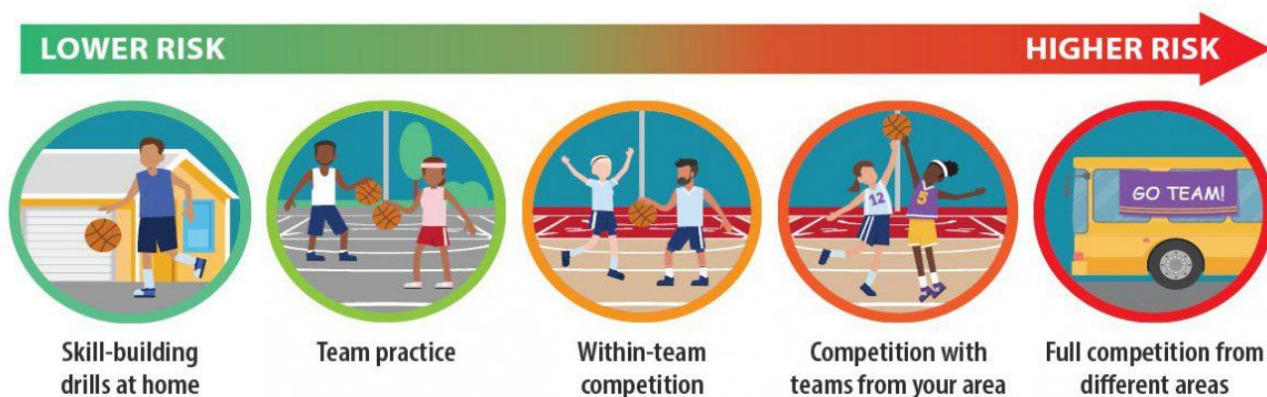 LOWER RISK
HIGHER RISK
12
5
GO TEAM!
Skill-building
drills at home
Team practice
Within-team
competition
Competition with
teams from your area
Full competition from
different areas